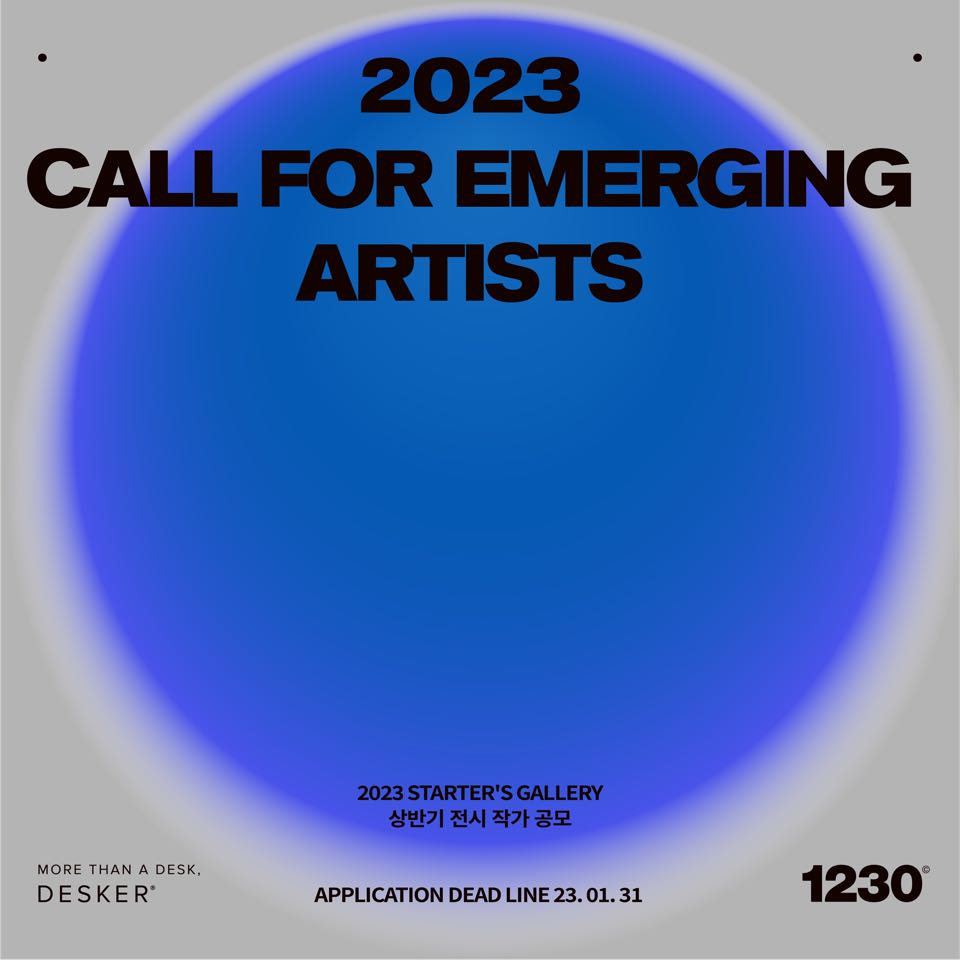 2023
CALL FOR EMERGING
ARTISTS
2023 STARTER'S GALLERY
상반기 전시 작가 공모
MORE THAN A DESK,
DESKER®
APPLICATION DEAD LINE 23. 01. 31
1230©